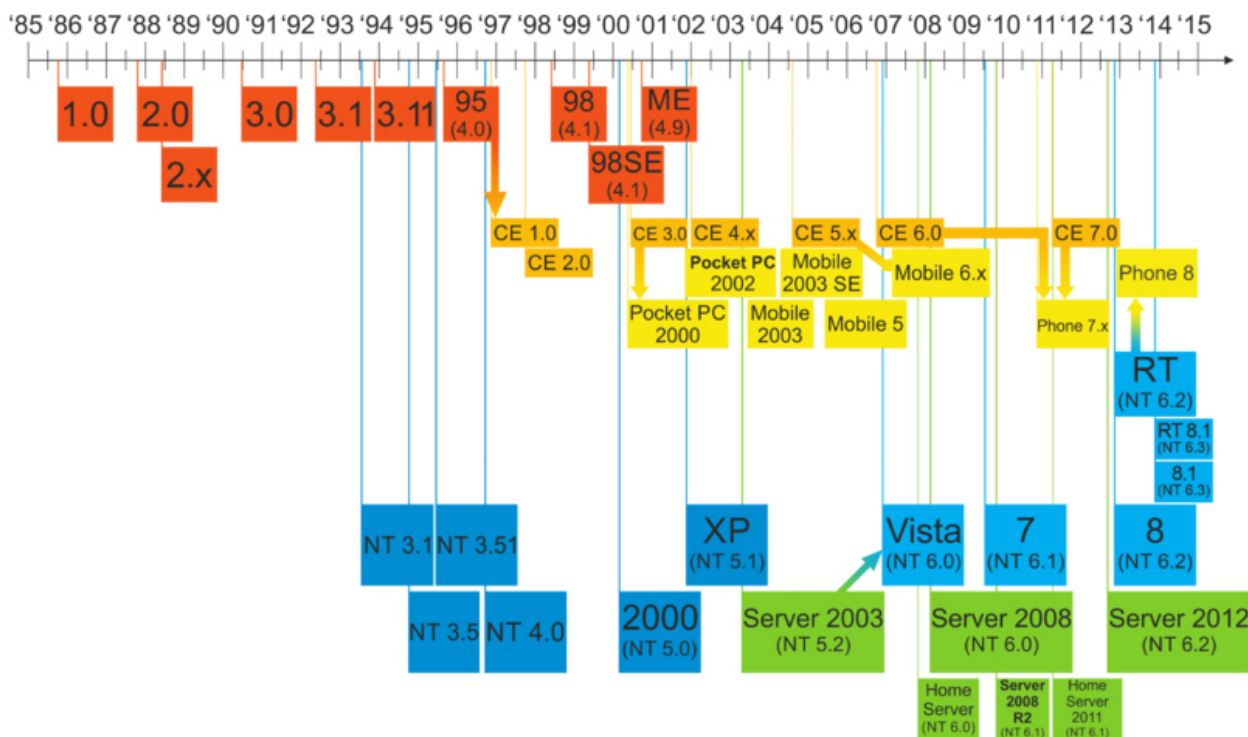 ‘85 ‘86 ‘87 ‘88 ‘89 ‘90 ‘91 ‘92 ‘93 ‘94 ‘95 ‘96 ‘97 ‘98 ‘99 ‘00 ‘01 ‘02 ‘03 ‘04 ‘05 ‘06 ‘07 ‘08 ‘09 ‘10 ‘11 ‘12 ‘13 ‘14 ‘15
1.0
2.0
3.0
3.1
3.11
95
(4.0)
98
(4.1)
ME
(4.9)
2.x
98SE
(4.1)
CE 1.0
CE 2.0
CE 3.0
CE 4.x
CE 5.x
CE 6.0
CE 7.0
Pocket PC
2002
Mobile
2003 SE
Mobile 6.x
Phone 8
Pocket PC
2000
Mobile
2003
Mobile 5
Phone 7.x
RT
(NT 6.2)
RT 8.1
(NT 6.3)
8.1
(NT 6.3)
NT 3.1
NT 3.51
XP
(NT 5.1)
Vista
(NT 6.0)
7
(NT 6.1)
8
(NT 6.2)
NT 3.5
NT 4.0
2000
(NT 5.0)
Server 2003
(NT 5.2)
Server 2008
(NT 6.0)
Server 2012
(NT 6.2)
Home
Server
(NT 6.0)
Server
2008
R2
(NT 6.1)
Home
Server
2011
(NT 6.1)